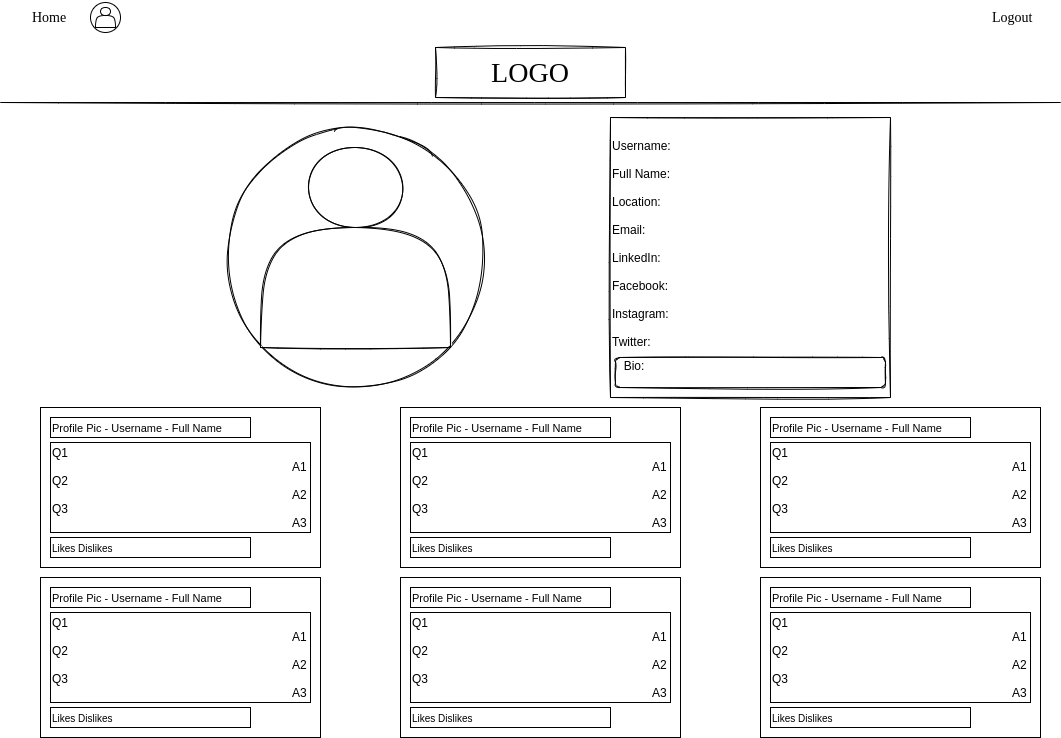 Home
Logout
LOGO
Username:
Full Name:
Location:
Email:
LinkedIn:
Facebook:
Instagram:
Twitter:
Bio:
Profile Pic - Username - Full Name
Q1
A1
Q2
A2
Q3
A3
Likes Dislikes
Profile Pic - Username - Full Name
Q1
A1
Q2
A2
Q3
A3
Likes Dislikes
Profile Pic - Username - Full Name
Q1
A1
Q2
A2
Q3
A3
Likes Dislikes
Profile Pic - Username - Full Name
Q1
A1
Q2
A2
Q3
A3
Likes Dislikes
Profile Pic - Username - Full Name
Q1
A1
Q2
A2
Q3
A3
Likes Dislikes
Profile Pic - Username - Full Name
Q1
A1
Q2
A2
Q3
A3
Likes Dislikes